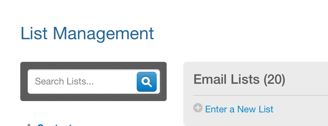 List Management
Search Lists...
Email Lists (20)
Enter a New List